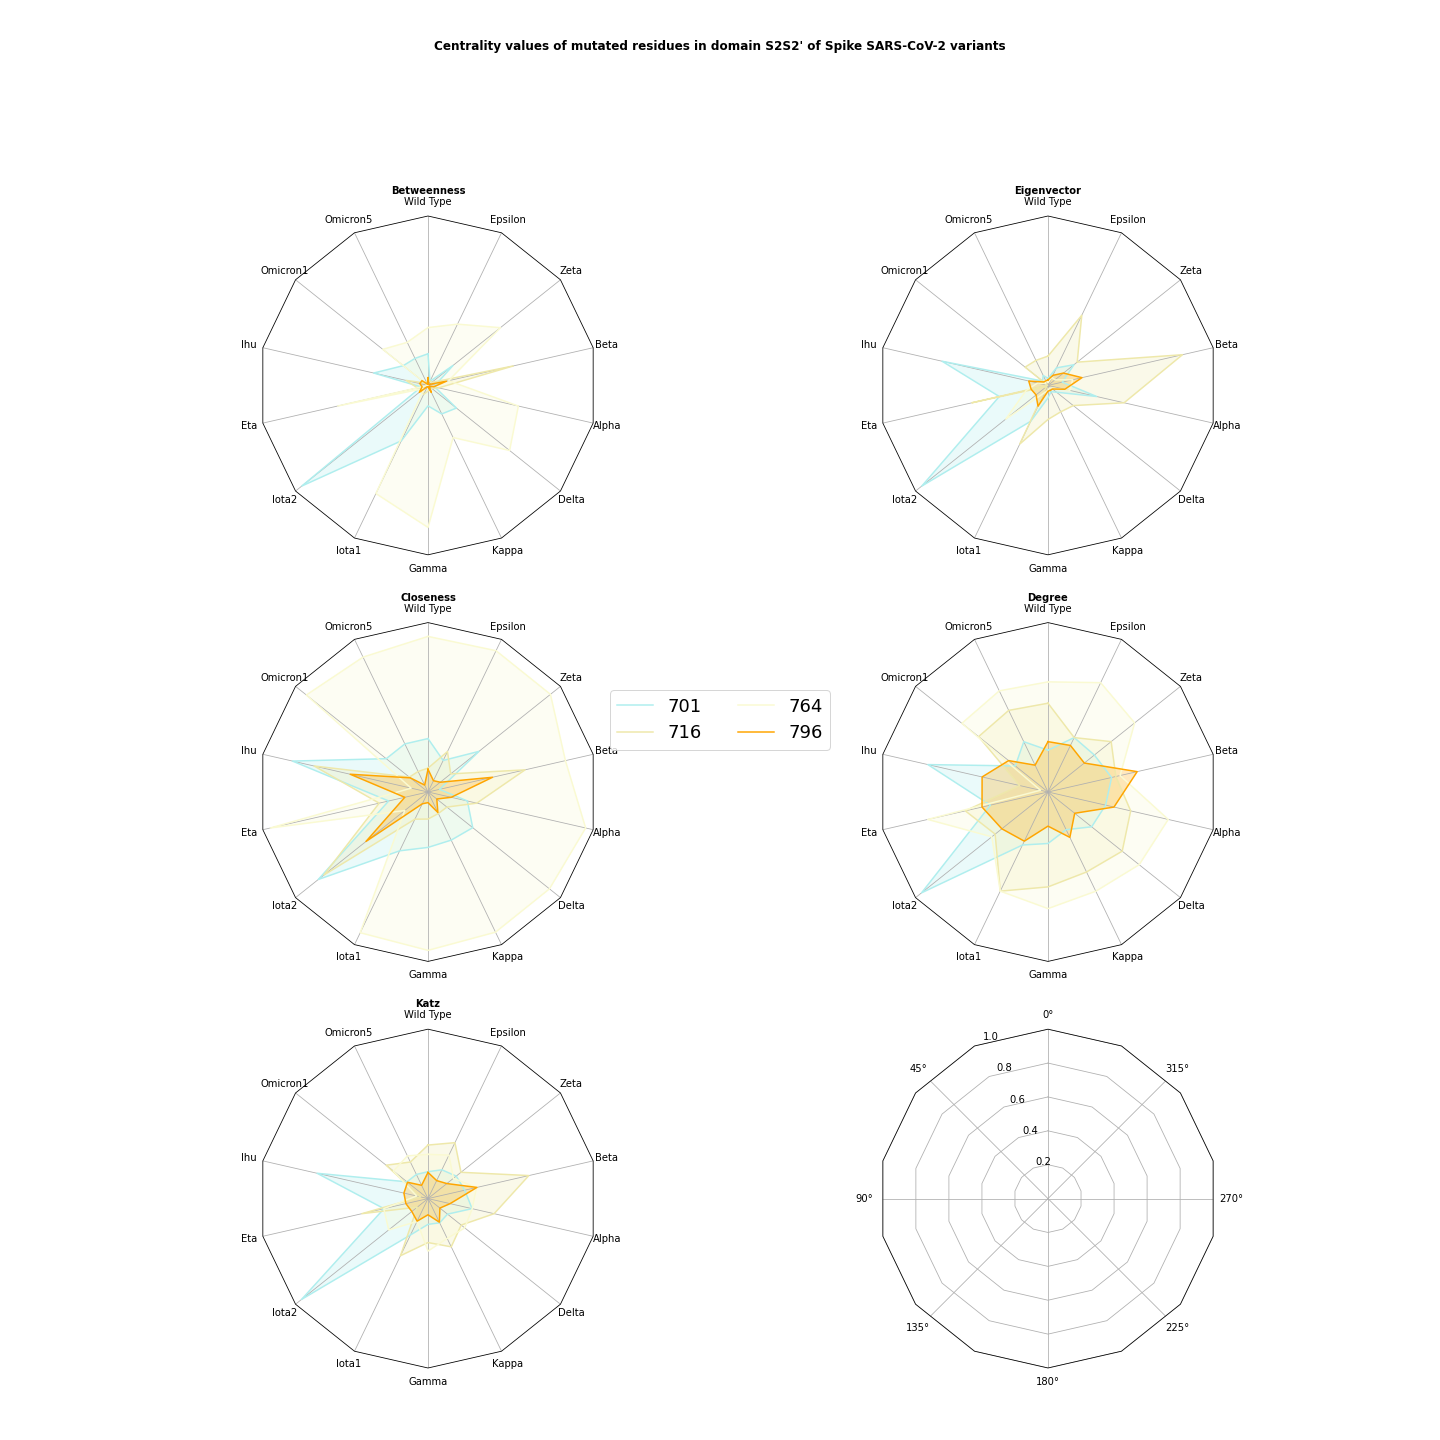 Centrality values of mutated residues in domain S2S2' of Spike SARS-CoV-2 variants
Betweenness
Wild Type
Omicron5
Epsilon
Omicron1
Zeta
Ihu
Beta
Eta
Alpha
Iota2
Delta
Iota1
Kappa
Gamma
Eigenvector
Wild Type
Omicron5
Epsilon
Omicron1
Zeta
Ihu
Beta
Eta
Alpha
Iota2
Delta
Iota1
Kappa
Gamma
Closeness
Wild Type
Omicron5
Epsilon
Omicron1
Zeta
Ihu
Beta
Eta
Alpha
Iota2
Delta
Iota1
Kappa
Gamma
701
764
716
796
Degree
Wild Type
Omicron5
Epsilon
Omicron1
Zeta
Ihu
Beta
Eta
Alpha
Iota2
Delta
Iota1
Kappa
Gamma
Katz
Wild Type
Omicron5
Epsilon
Omicron1
Zeta
Ihu
Beta
Eta
Alpha
Iota2
Delta
Iota1
Kappa
Gamma
0°
1.0
45°
0.8
315°
0.6
0.4
0.2
90°
270°
135°
225°
180°